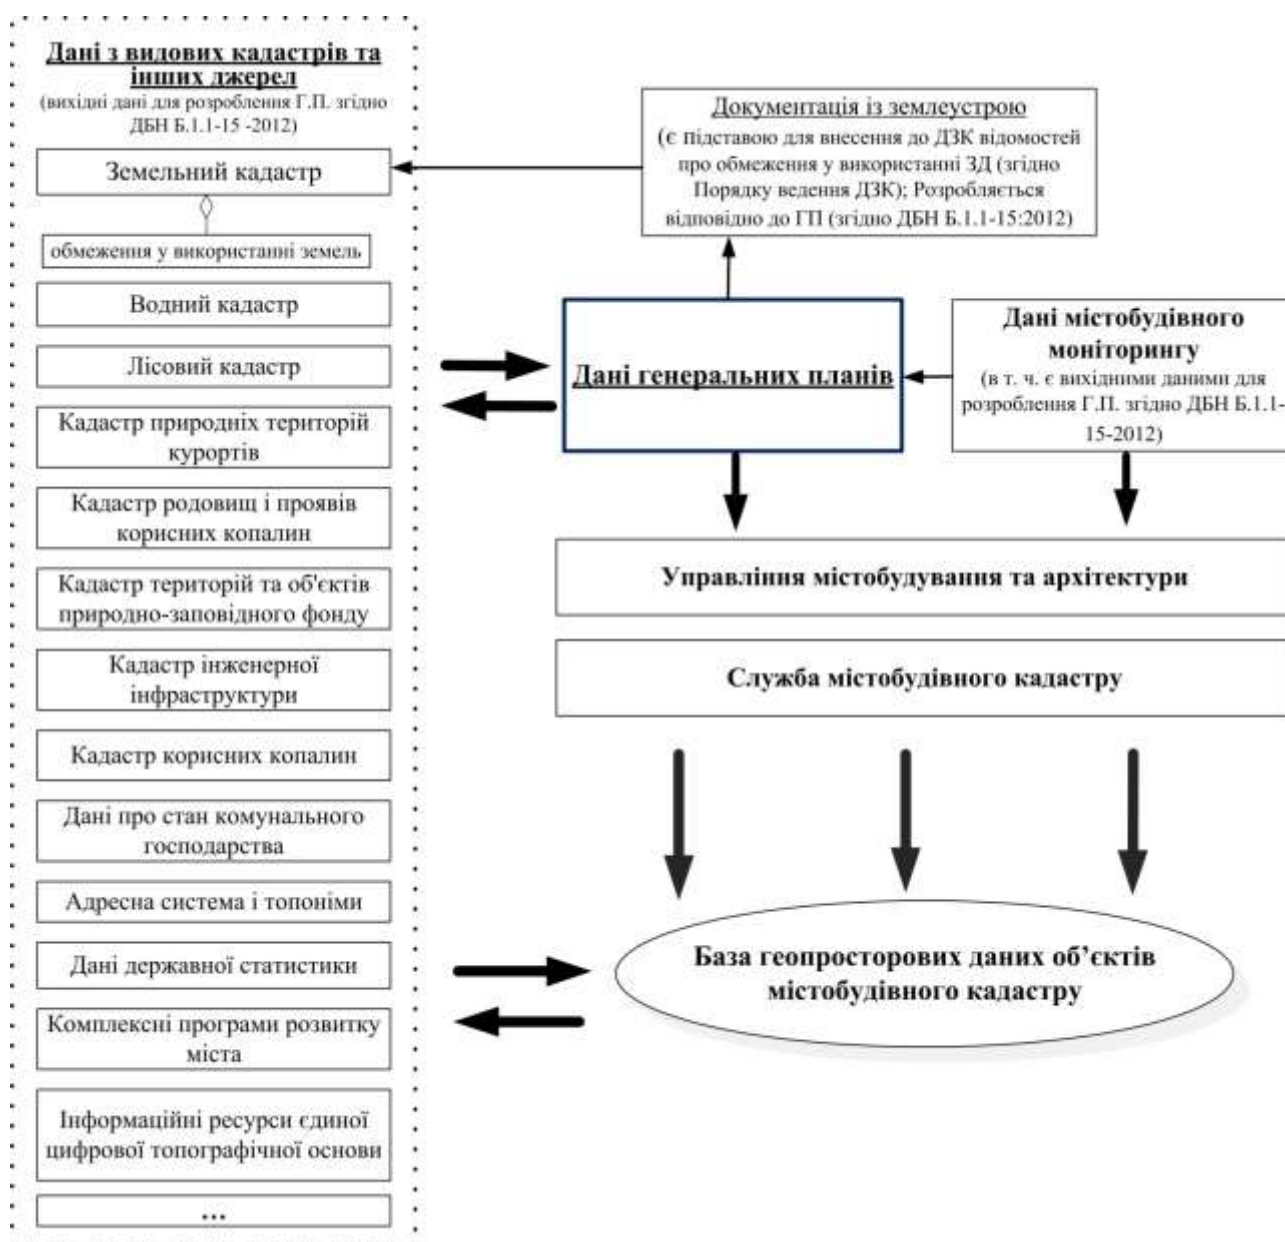 Дані з видових кадастрів та
інших джерел
(вихідні дані для розроблення Г.П. згідно
ДБН Б.1.1-15 -2012)
Земельний кадастр
обмеження у використанні земель
Водний кадастр
Лісовий кадастр
Кадастр природніх територій
курортів
Кадастр родовищ і проявів
корисних копалин
Кадастр територій та об'єктів
природно-заповідного фонду
Кадастр інженерної
інфраструктури
Кадастр корисних копалин
Дані про стан комунального
господарства
Адресна система і топоніми
Дані державної статистики
Комплексні програми розвитку
міста
Інформаційні ресурси єдиної
цифрової топографічної основи
...
Документація із землеустрою
(є підставою для внесення до ДЗК відомостей
про обмеження у використанні ЗД (згідно
Порядку ведення ДЗК); Розробляється
відповідно до ГП (згідно ДБН Б.1.1-15:2012)
Дані генеральних планів
Дані містобудівного
моніторингу
(в т. ч. є вихідними даними для
розроблення Г.П. згідно ДБН Б.1.1-
15-2012)
Управління містобудування та архітектури
Служба містобудівного кадастру
База геопросторових даних об’єктів
містобудівного кадастру